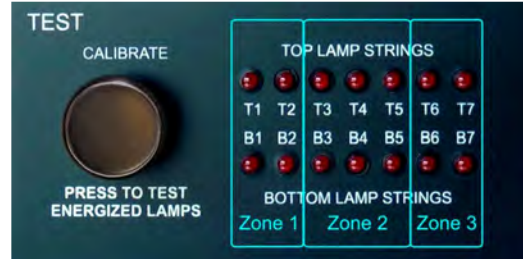 TEST
CALIBRATE
PRESS TO TEST
ENERGIZED LAMPS
TOP LAMP STRINGS
T1 T2 T3 T4 T5 T6 T7
B1 B2 B3 B4 B5 B6 B7
BOTTOM LAMP STRINGS
Zone 1 Zone 2 Zone 3